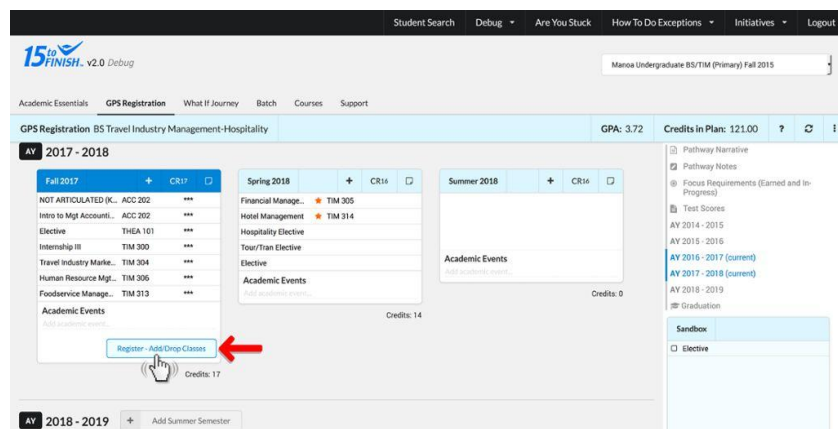 Student Search Debug Are You Stuck How To Do Exceptions Initiatives Logout
15 to FINISH v2.0 Debug
Manoa Undergraduate BS/TIM (Primary) Fall 2015
Academic Essentials GPS Registration What If Journey Batch Courses Support
GPS Registration BS Travel Industry Management-Hospitality GPA: 3.72 Credits in Plan: 121.00 ?
AY 2017 - 2018
Fall 2017 + CR17
NOT ARTICULATED (K... ACC 202 ***
Intro to Mgt Accounti... ACC 202 ***
Elective THEA 101 ***
Internship III TIM 300 ***
Travel Industry Marke... TIM 304 ***
Human Resource Mgt... TIM 306 ***
Foodservice Manage... TIM 313 ***
Academic Events
Add academic event...
Register - Add/Drop Classes
Credits: 17
Spring 2018 + CR16
Financial Manage... TIM 305
Hotel Management TIM 314
Hospitality Elective
Tour/Tran Elective
Elective
Academic Events
Add academic event...
Credits: 14
Summer 2018 + CR16
Academic Events
Add academic event...
Credits: 0
Pathway Narrative
Pathway Notes
Focus Requirements (Earned and In-
Progress)
Test Scores
AY 2014 - 2015
AY 2015 - 2016
AY 2016 - 2017 (current)
AY 2017 - 2018 (current)
AY 2018 - 2019
Graduation
Sandbox
Elective
AY 2018 - 2019 + Add Summer Semester